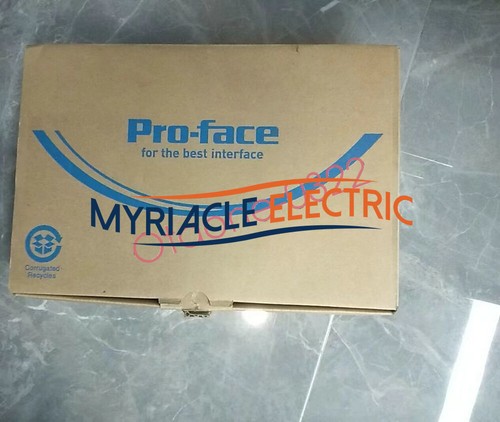 Pro-face
for the best interface
MYRIACLE ELECTRIC
Corrugated
Recycles